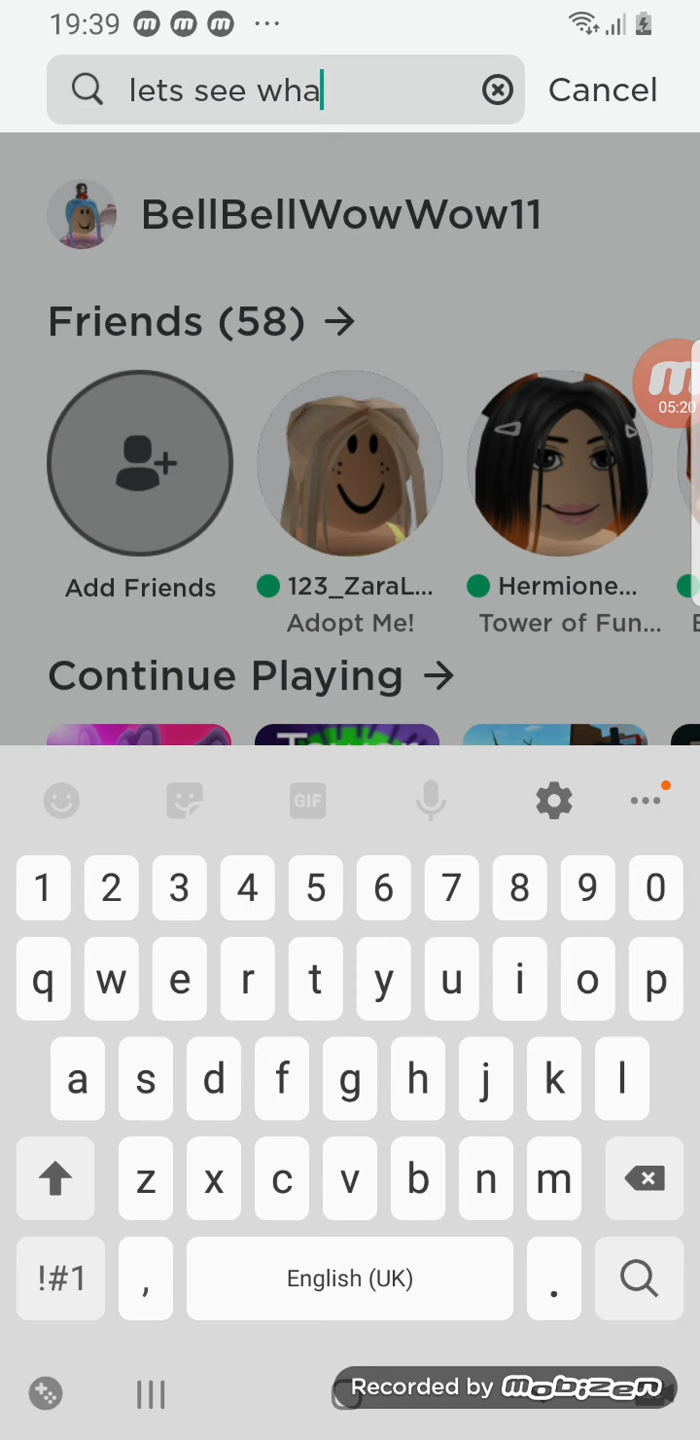 19:39
lets see wha
Cancel
BellBellWowWow11
Friends (58) →
05:20
Add Friends
123_ZaraL...
Hermione...
Adopt Me!
Tower of Fun...
Continue Playing →
GIF
1 2 3 4 5 6 7 8 9 0
q w e r t y u i o p
a s d f g h j k l
z x c v b n m
!#1 , English (UK) .
Recorded by mobizen